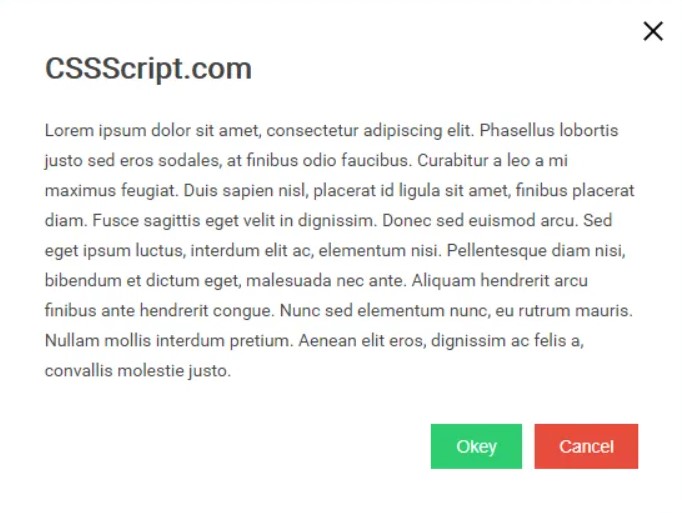 CSSScript.com
Lorem ipsum dolor sit amet, consectetur adipiscing elit. Phasellus lobortis
justo sed eros sodales, at finibus odio faucibus. Curabitur a leo a mi
maximus feugiat. Duis sapien nisl, placerat id ligula sit amet, finibus placerat
diam. Fusce sagittis eget velit in dignissim. Donec sed euismod arcu. Sed
eget ipsum luctus, interdum elit ac, elementum nisi. Pellentesque diam nisi,
bibendum et dictum eget, malesuada nec ante. Aliquam hendrerit arcu
finibus ante hendrerit congue. Nunc sed elementum nunc, eu rutrum mauris.
Nullam mollis interdum pretium. Aenean elit eros, dignissim ac felis a,
convallis molestie justo.
Okey
Cancel